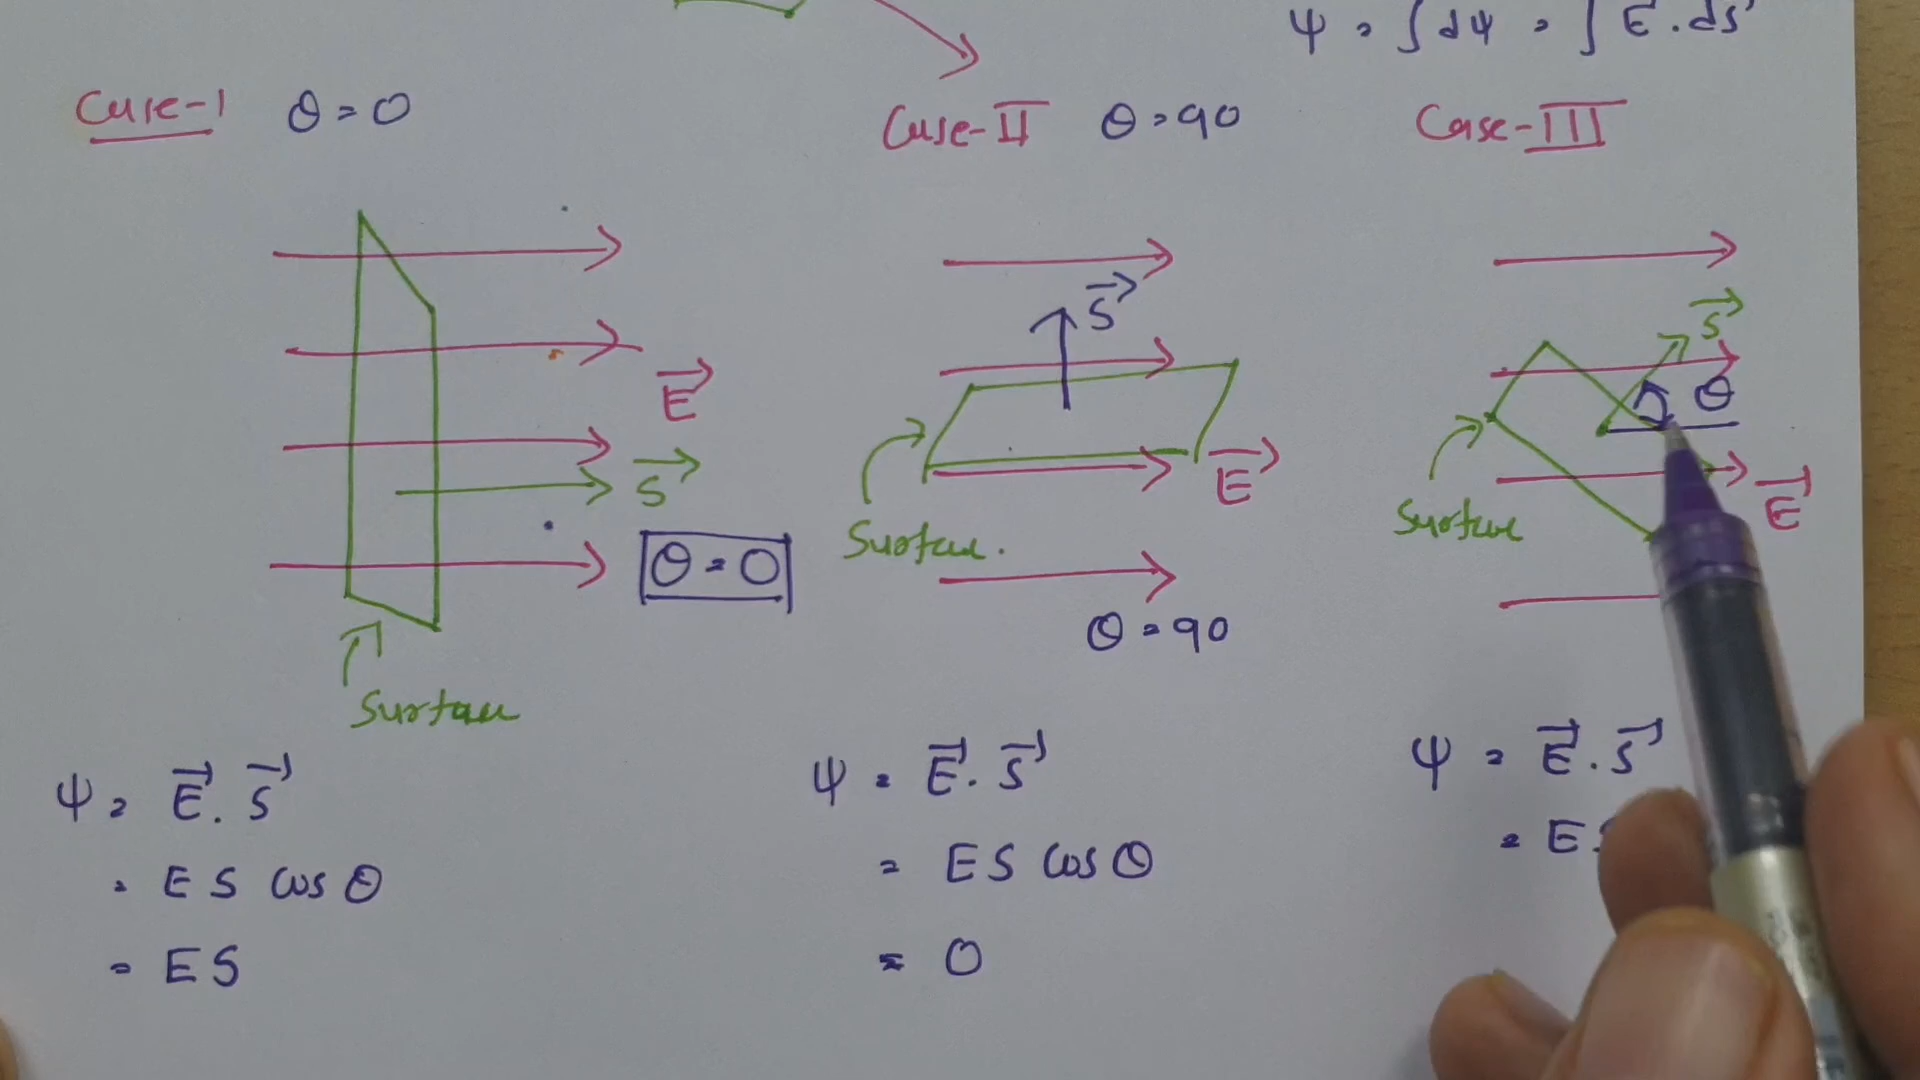 ψ = ∫ dψ = ∫ E . ds
Case-I θ = 0
E
S
θ = 0
Surface
ψ = E . S
= E S cos θ
= E S
Case-II θ = 90
S
E
Surface.
θ = 90
ψ = E . S
= E S cos θ
= 0
Case-III
S
θ
E
Surface
ψ = E . S
= E